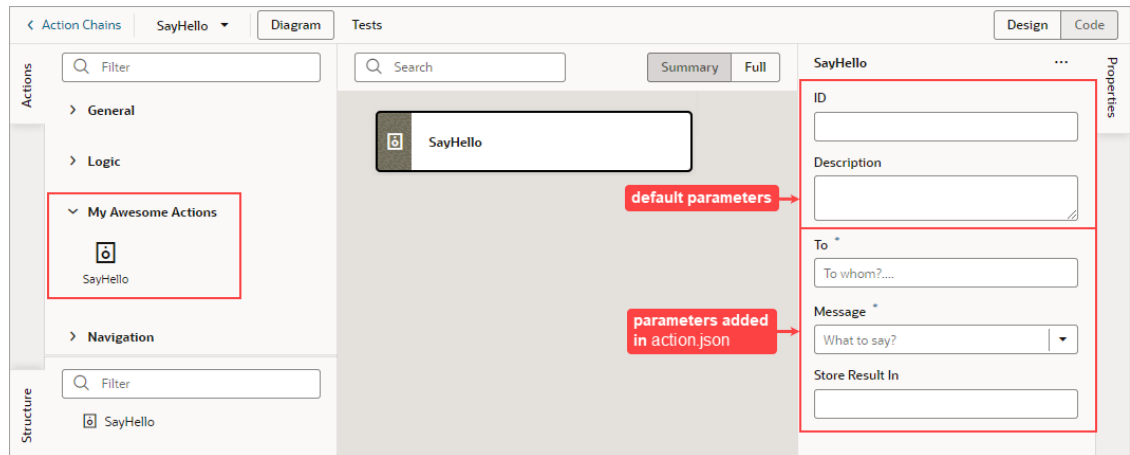 Action Chains
SayHello
Diagram
Tests
Design
Code
Actions
Filter
General
Logic
My Awesome Actions
SayHello
Navigation
Structure
Filter
SayHello
Search
Summary
Full
SayHello
default parameters
parameters added
in action.json
SayHello
...
Properties
ID
Description
To *
To whom?....
Message *
What to say?
Store Result In